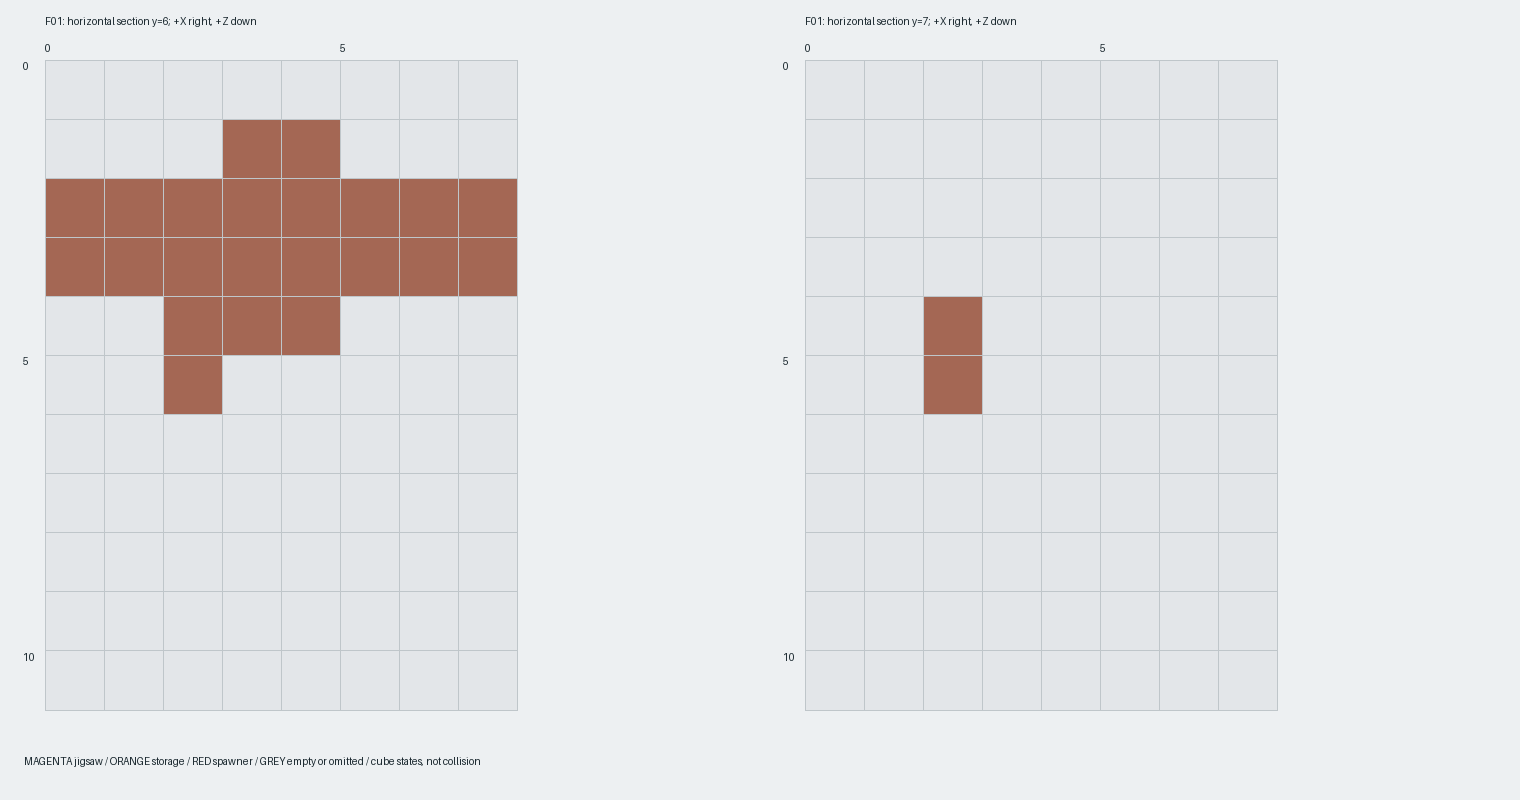 F01: horizontal section y=6; +X right, +Z down
0 5
0
5
10
F01: horizontal section y=7; +X right, +Z down
0 5
0
5
10
MAGENTA jigsaw / ORANGE storage / RED spawner / GREY empty or omitted / cube states, not collision